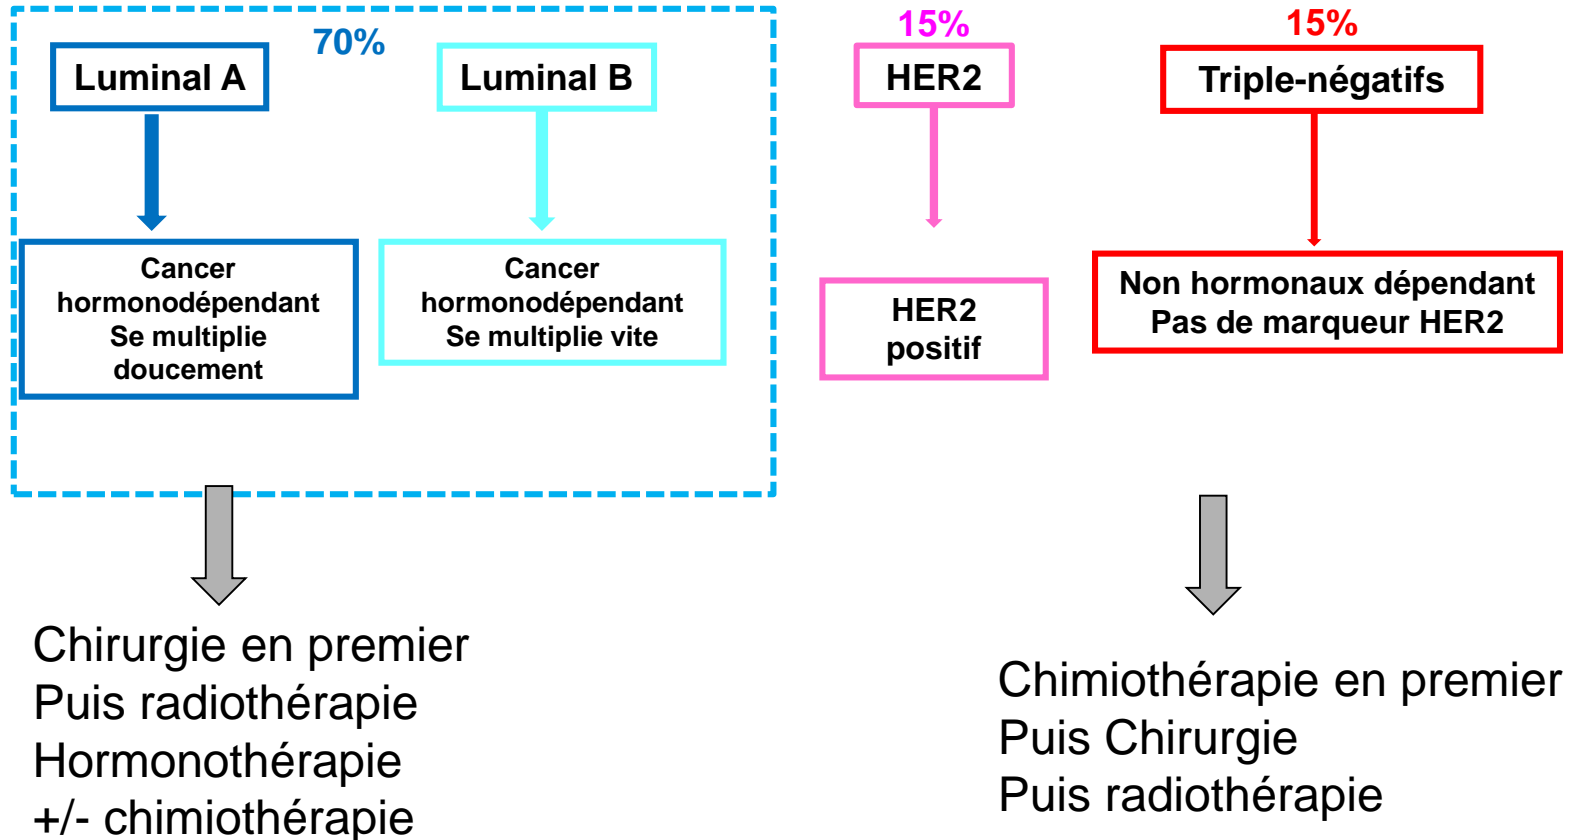 70%
Luminal A
Luminal B
15%
HER2
15%
Triple-négatifs
Cancer
hormonodépendant
Se multiplie
doucement
Cancer
hormonodépendant
Se multiplie vite
HER2
positif
Non hormonaux dépendant
Pas de marqueur HER2
Chirurgie en premier
Puis radiothérapie
Hormonothérapie
+/- chimiothérapie
Chimiothérapie en premier
Puis Chirurgie
Puis radiothérapie